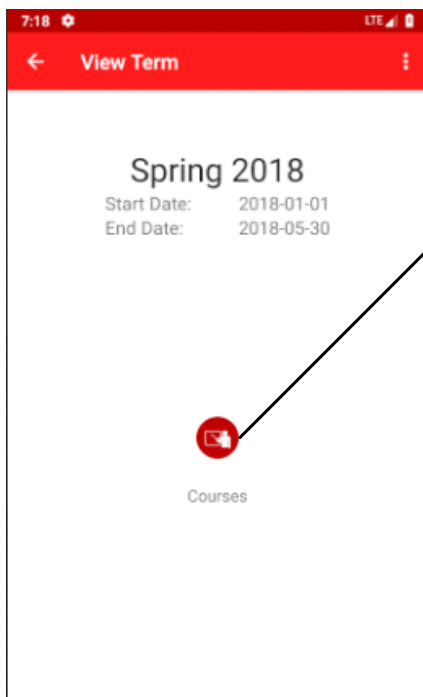 7:18 LTE
View Term
Spring 2018
Start Date: 2018-01-01
End Date: 2018-05-30
Courses